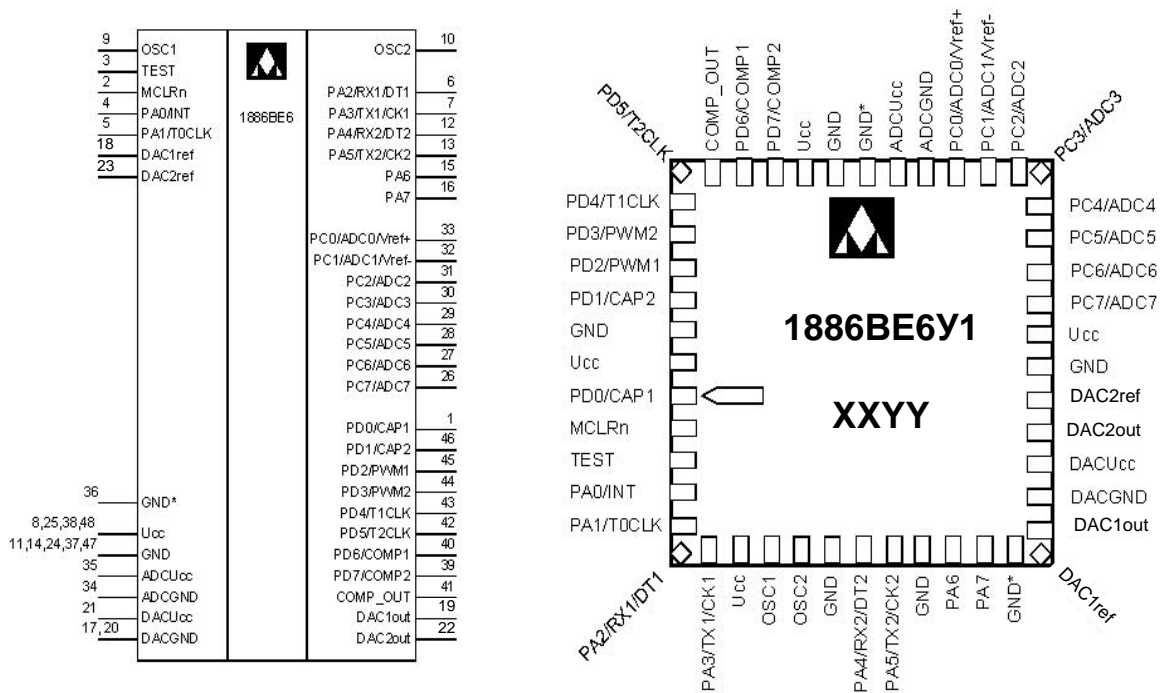 9
OSC1
3
TEST
2
MCLRn
4
PA0/INT
5
PA1/T0CLK
18
DAC1ref
23
DAC2ref
36
GND*
8,25,38,48
Ucc
11,14,24,37,47
GND
35
ADCUcc
34
ADCGND
21
DACUcc
17,20
DACGND
1886ВЕ6
10
OSC2
6
PA2/RX1/DT1
7
PA3/TX1/CK1
12
PA4/RX2/DT2
13
PA5/TX2/CK2
15
PA6
16
PA7
33
PC0/ADC0/Vref+
32
PC1/ADC1/Vref-
31
PC2/ADC2
30
PC3/ADC3
29
PC4/ADC4
28
PC5/ADC5
27
PC6/ADC6
26
PC7/ADC7
1
PD0/CAP1
46
PD1/CAP2
45
PD2/PWM1
44
PD3/PWM2
43
PD4/T1CLK
42
PD5/T2CLK
40
PD6/COMP1
39
PD7/COMP2
41
COMP_OUT
19
DAC1out
22
DAC2out
PD5/T2CLK
COMP_OUT
PD6/COMP1
PD7/COMP2
Ucc
GND
GND*
ADCUcc
ADCGND
PC0/ADC0/Vref+
PC1/ADC1/Vref-
PC2/ADC2
PC3/ADC3
PD4/T1CLK
PD3/PWM2
PD2/PWM1
PD1/CAP2
GND
Ucc
PD0/CAP1
MCLRn
TEST
PA0/INT
PA1/T0CLK
1886ВЕ6У1
XXYY
PC4/ADC4
PC5/ADC5
PC6/ADC6
PC7/ADC7
Ucc
GND
DAC2ref
DAC2out
DACUcc
DACGND
DAC1out
PA2/RX1/DT1
PA3/TX1/CK1
Ucc
OSC1
OSC2
GND
PA4/RX2/DT2
PA5/TX2/CK2
GND
PA6
PA7
GND*
DAC1ref